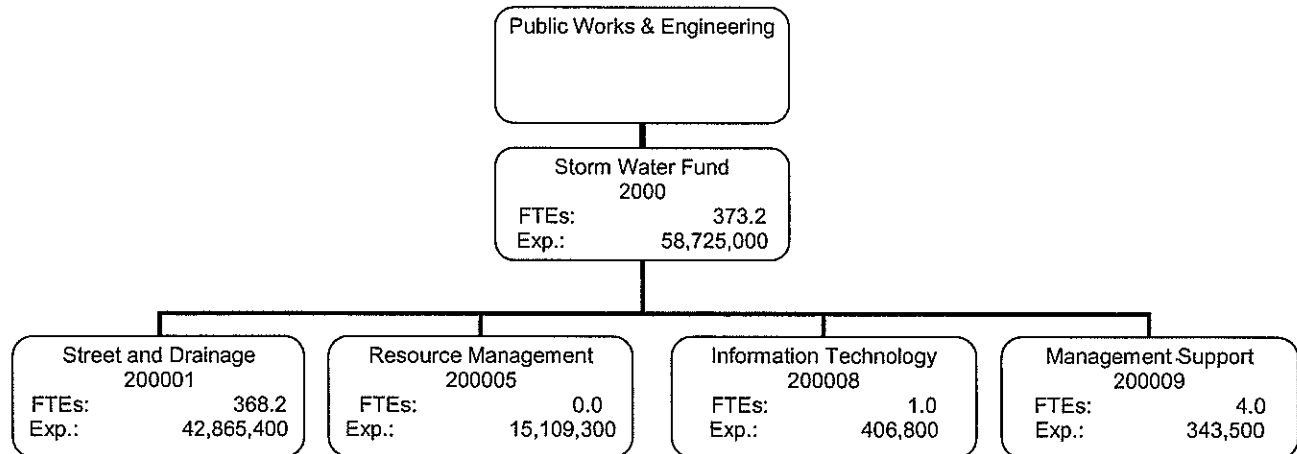 Public Works & Engineering
Storm Water Fund
2000
FTEs: 373.2
Exp.: 58,725,000
Street and Drainage
200001
FTEs: 368.2
Exp.: 42,865,400
Resource Management
200005
FTEs: 0.0
Exp.: 15,109,300
Information Technology
200008
FTEs: 1.0
Exp.: 406,800
Management Support
200009
FTEs: 4.0
Exp.: 343,500